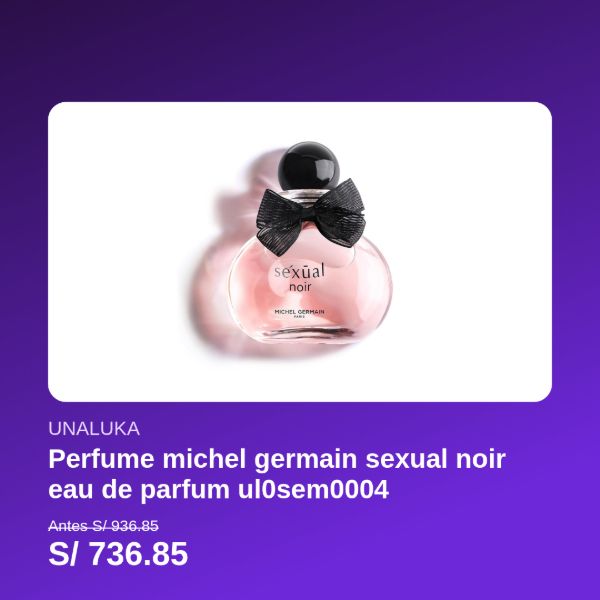 sexūal
noir
MICHEL GERMAIN
PARIS
UNALUKA
Perfume michel germain sexual noir
eau de parfum ul0sem0004
Antes S/ 936.85
S/ 736.85